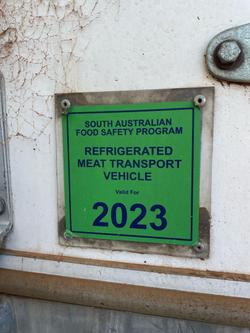 SOUTH AUSTRALIAN
FOOD SAFETY PROGRAM
REFRIGERATED
MEAT TRANSPORT
VEHICLE
Valid For
2023